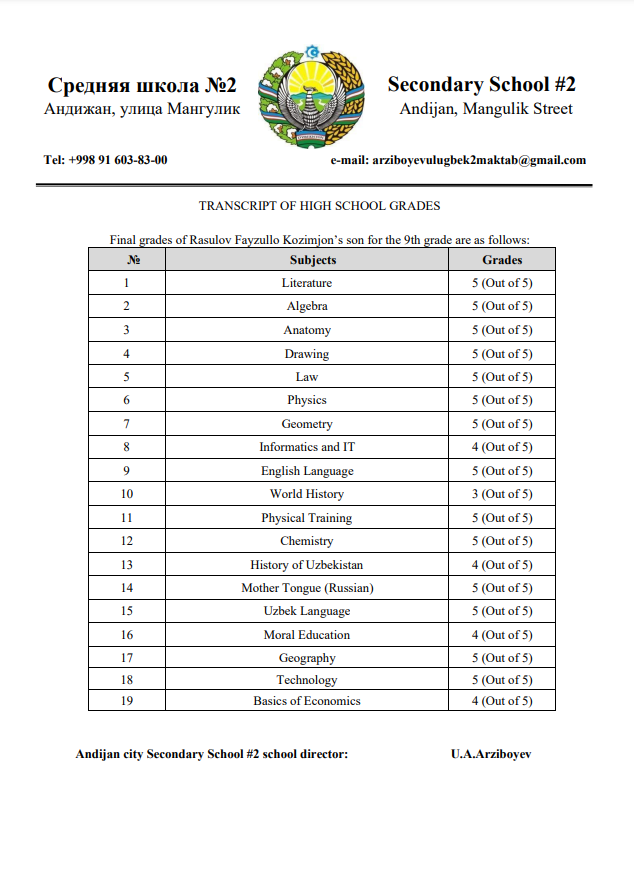 Средняя школа №2
Андижан, улица Мангулик
Secondary School #2
Andijan, Mangulik Street
Tel: +998 91 603-83-00
e-mail: arziboyevulugbek2maktab@gmail.com
TRANSCRIPT OF HIGH SCHOOL GRADES
Final grades of Rasulov Fayzullo Kozimjon's son for the 9th grade are as follows:
№ Subjects Grades
1 Literature 5 (Out of 5)
2 Algebra 5 (Out of 5)
3 Anatomy 5 (Out of 5)
4 Drawing 5 (Out of 5)
5 Law 5 (Out of 5)
6 Physics 5 (Out of 5)
7 Geometry 5 (Out of 5)
8 Informatics and IT 4 (Out of 5)
9 English Language 5 (Out of 5)
10 World History 3 (Out of 5)
11 Physical Training 5 (Out of 5)
12 Chemistry 5 (Out of 5)
13 History of Uzbekistan 4 (Out of 5)
14 Mother Tongue (Russian) 5 (Out of 5)
15 Uzbek Language 5 (Out of 5)
16 Moral Education 4 (Out of 5)
17 Geography 5 (Out of 5)
18 Technology 5 (Out of 5)
19 Basics of Economics 4 (Out of 5)
Andijan city Secondary School #2 school director: U.A.Arziboyev